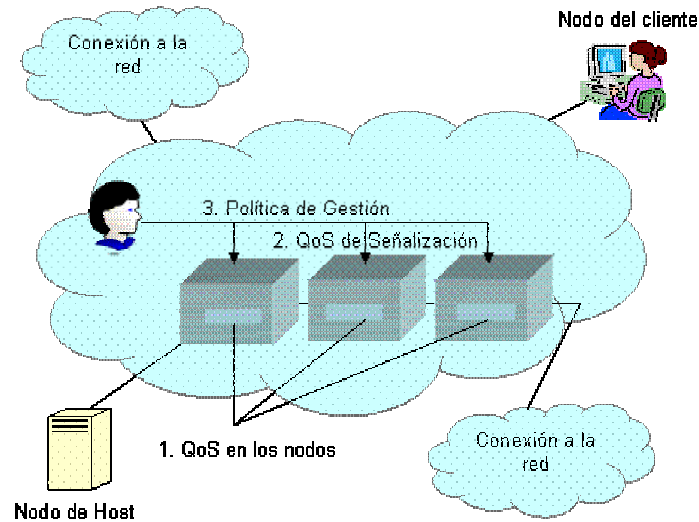 Nodo del cliente
Conexión a la
red
3. Política de Gestión
2. QoS de Señalización
1. QoS en los nodos
Conexión a la
red
Nodo de Host